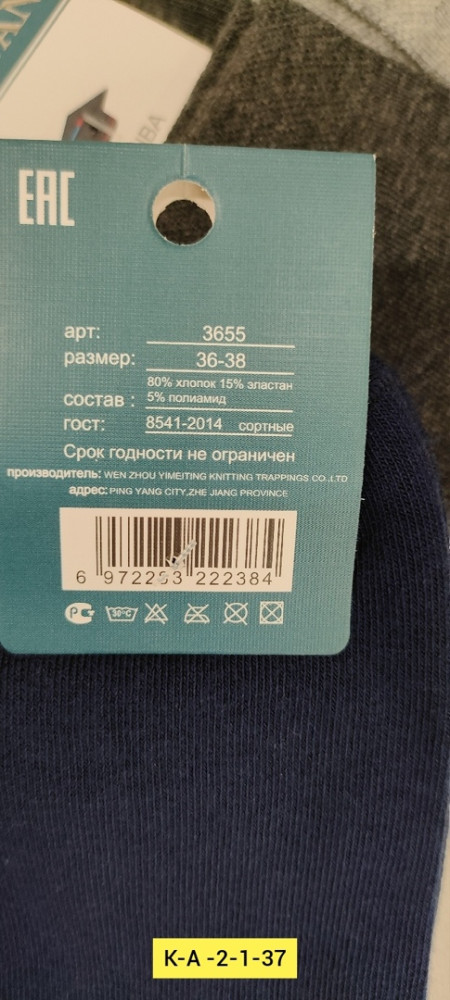 AN
ЕАС
арт: 3655
размер: 36-38
состав : 80% хлопок 15% эластан
5% полиамид
гост: 8541-2014 сортные
Срок годности не ограничен
производитель: WEN ZHOU YIMEITING KNITTING TRAPPINGS CO.,LTD
адрес: PING YANG CITY,ZHE JIANG PROVINCE
6 972293 222384
30°C
K-A -2-1-37